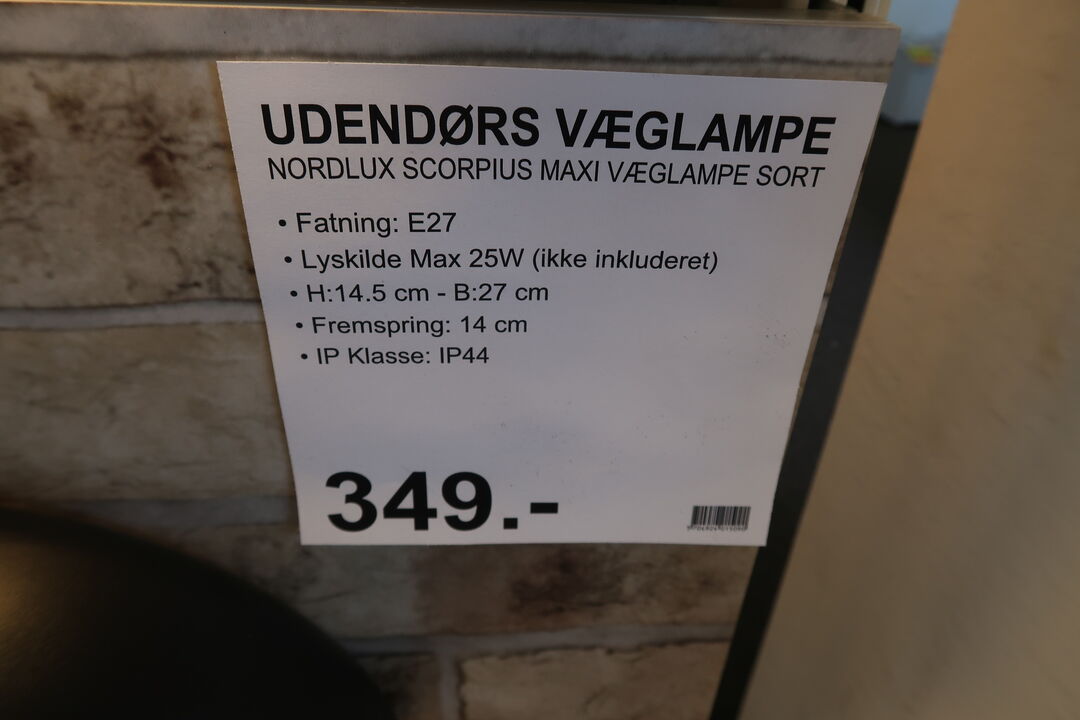 UDENDØRS VÆGLAMPE
NORDLUX SCORPIUS MAXI VÆGLAMPE SORT
• Fatning: E27
• Lyskilde Max 25W (ikke inkluderet)
• H:14.5 cm - B:27 cm
• Fremspring: 14 cm
• IP Klasse: IP44
349.-